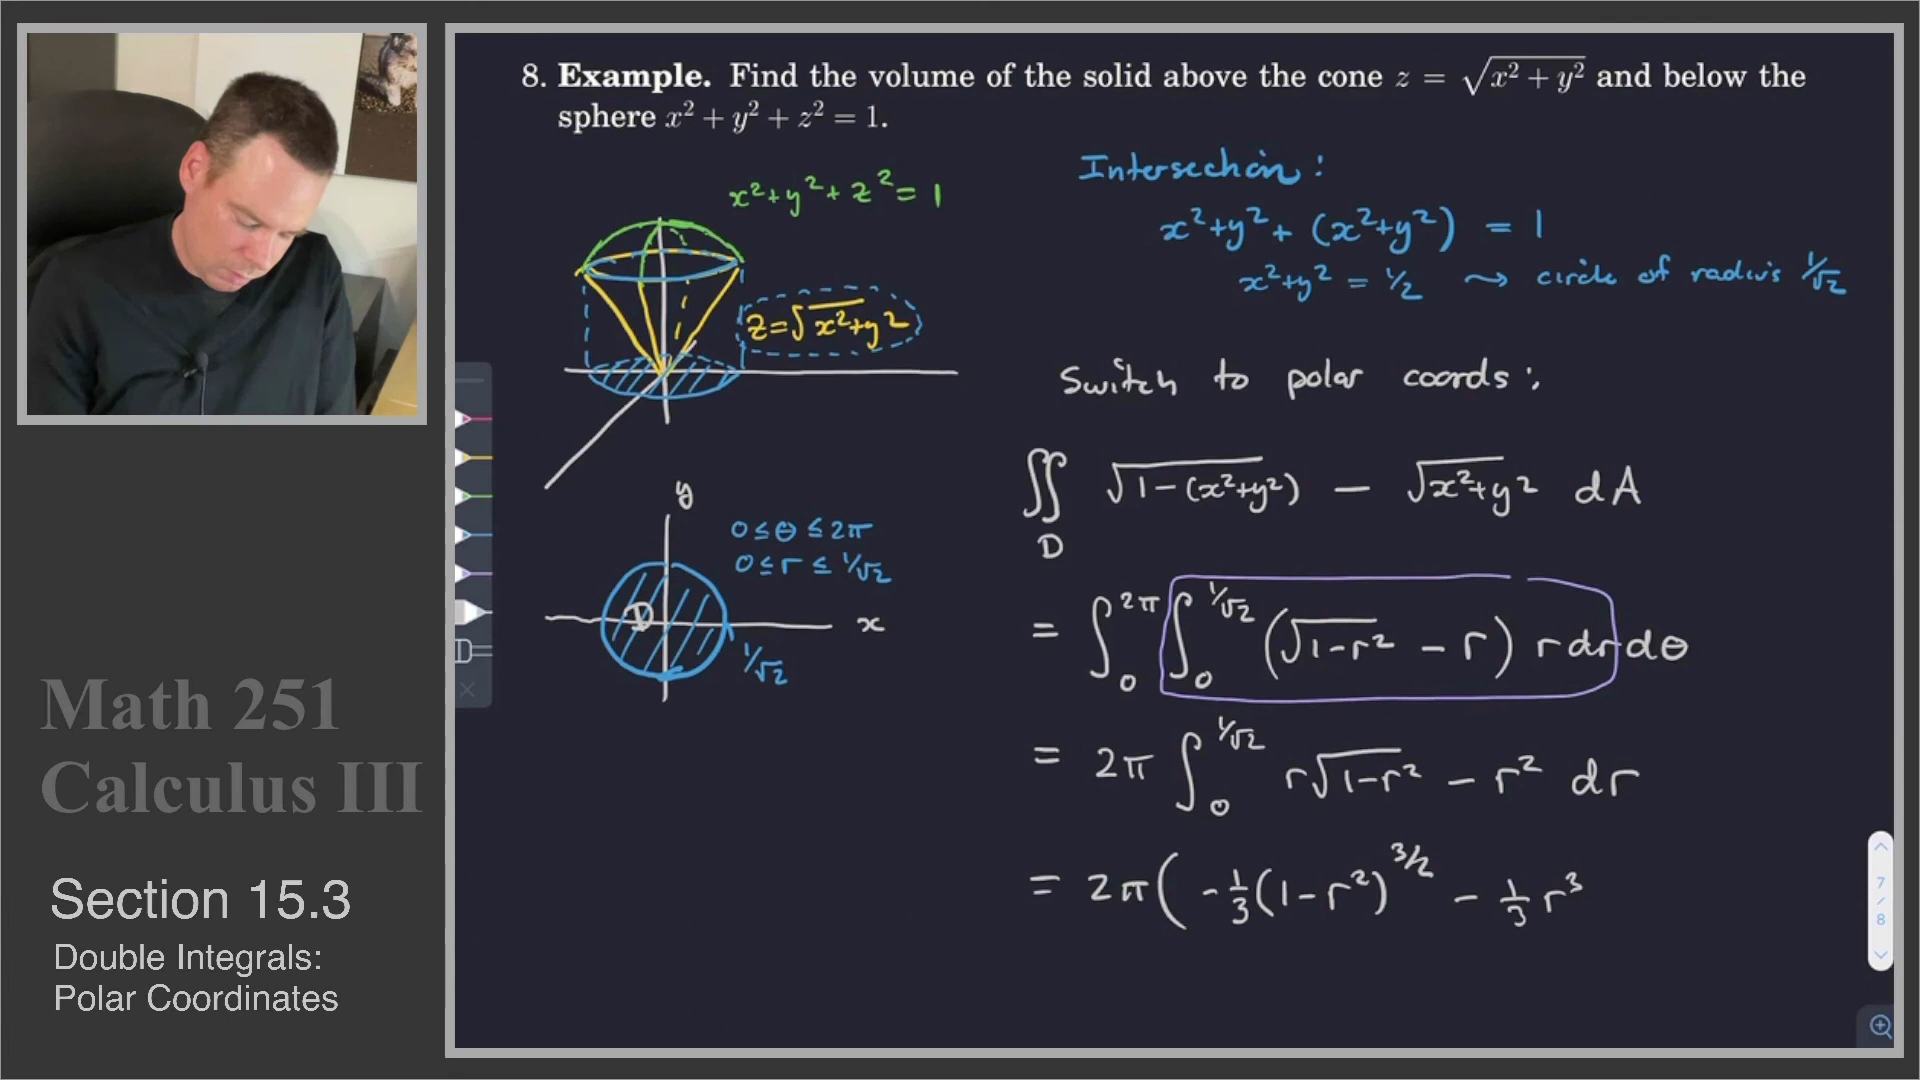 8. Example. Find the volume of the solid above the cone z = √(x² + y²) and below the
sphere x² + y² + z² = 1.
x²+y²+z²=1
z=√(x²+y²)
y
0≤θ≤2π
0≤r≤1/√2
D
x
1/√2
Intersection:
x²+y²+(x²+y²) = 1
x²+y² = 1/2 ⤳ circle of radius 1/√2
Switch to polar coords:
∬_D √(1-(x²+y²)) - √(x²+y²) dA
= ∫₀^2π ∫₀^1/√2 (√(1-r²) - r) r dr dθ
= 2π ∫₀^1/√2 r√(1-r²) - r² dr
= 2π( -1/3(1-r²)^3/2 - 1/3 r³
Math 251
Calculus III
Section 15.3
Double Integrals:
Polar Coordinates
7
/
8